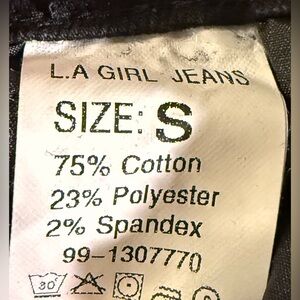 L.A GIRL JEANS
SIZE: S
75% Cotton
23% Polyester
2% Spandex
99-1307770
30